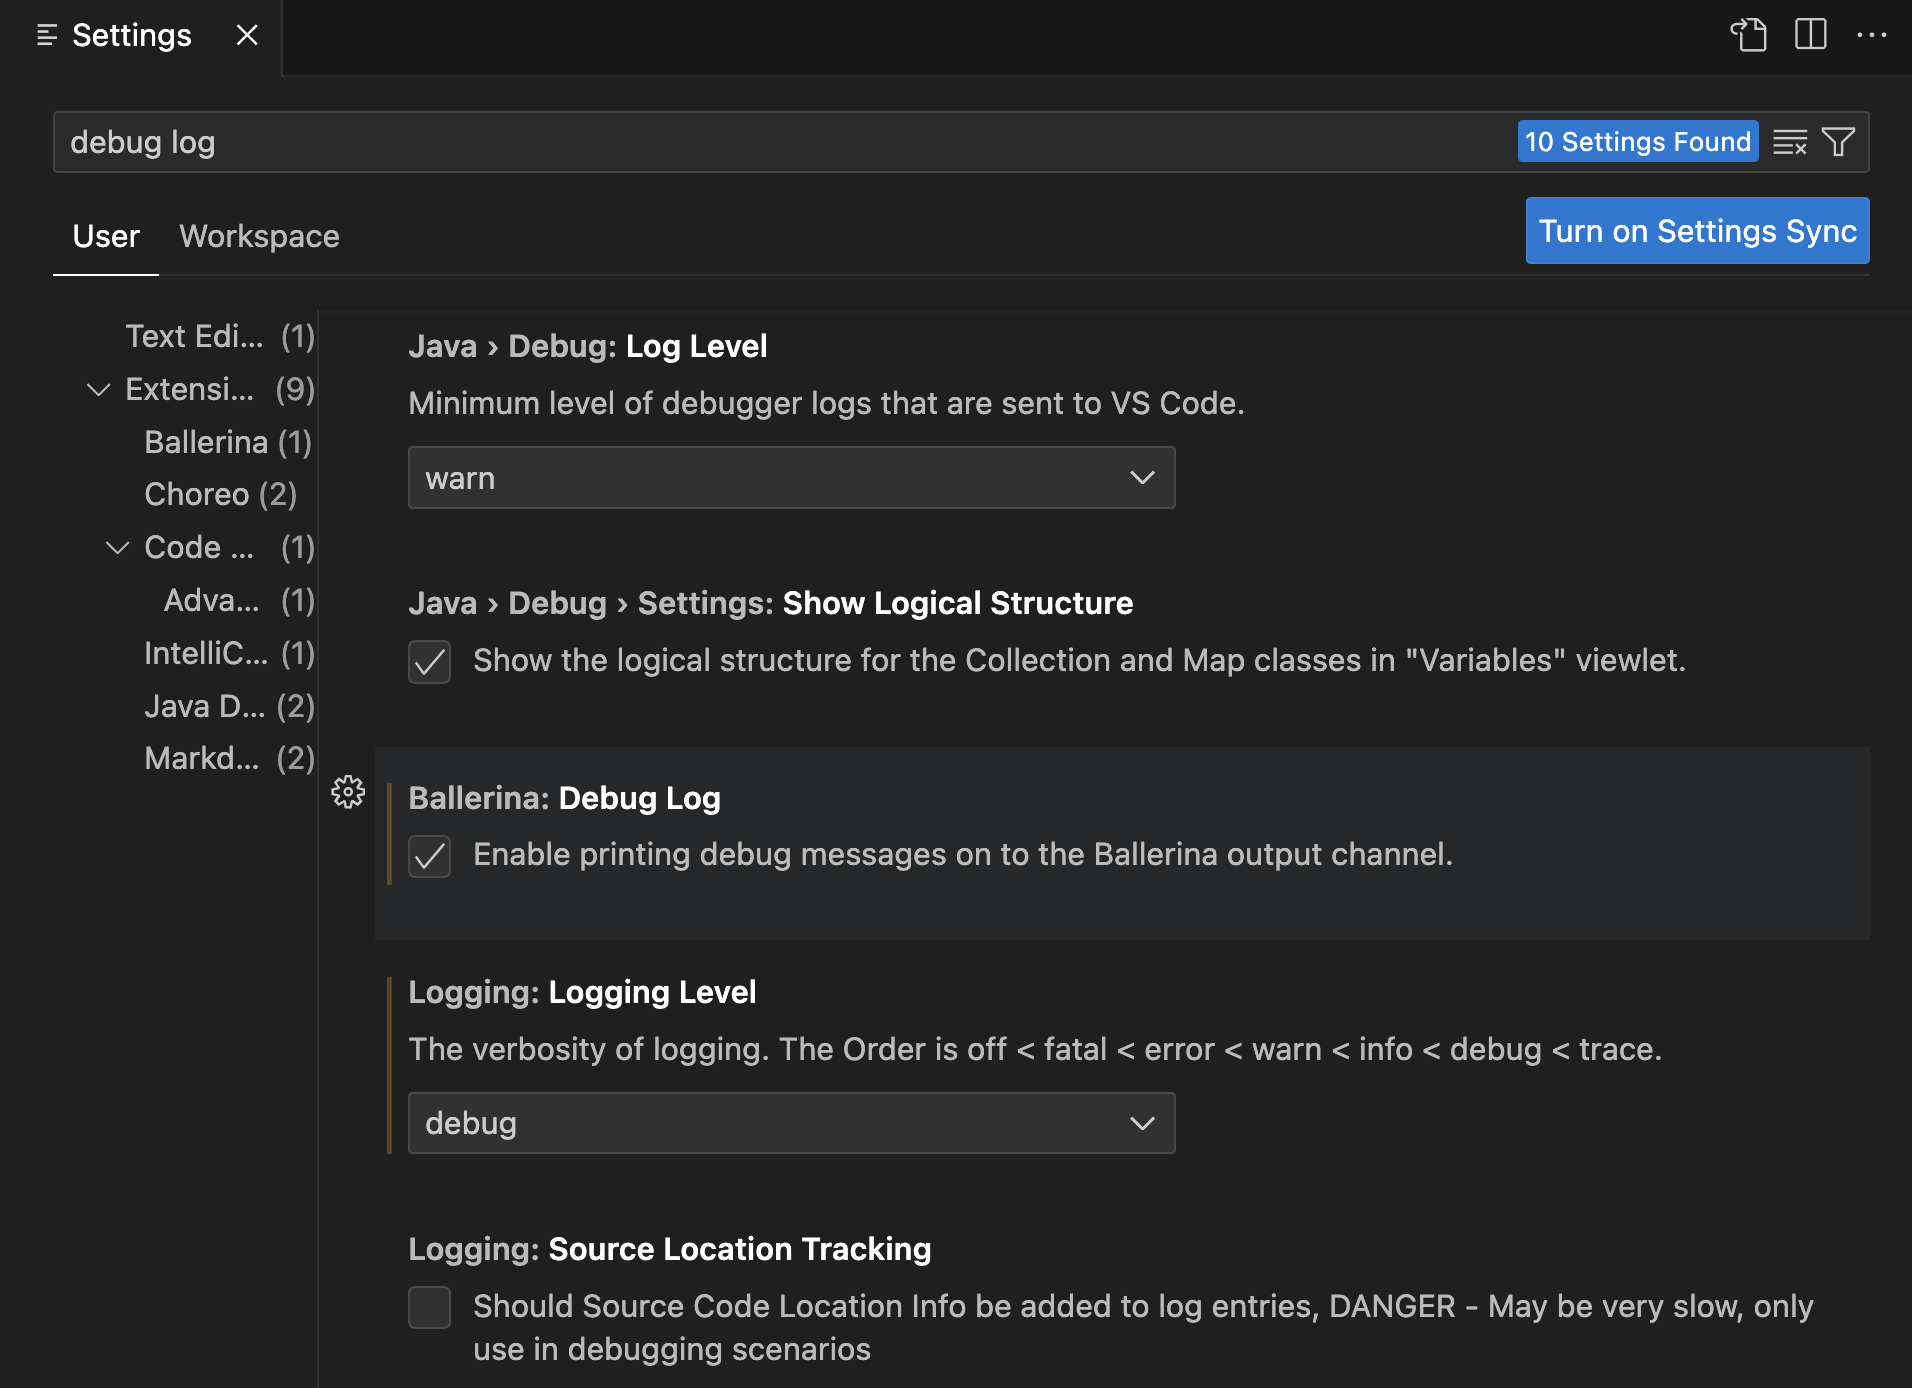 Settings
debug log
10 Settings Found
User
Workspace
Turn on Settings Sync
Text Edi... (1)
Extensi... (9)
Ballerina (1)
Choreo (2)
Code ... (1)
Adva... (1)
IntelliC... (1)
Java D... (2)
Markd... (2)
Java › Debug: Log Level
Minimum level of debugger logs that are sent to VS Code.
warn
Java › Debug › Settings: Show Logical Structure
Show the logical structure for the Collection and Map classes in "Variables" viewlet.
Ballerina: Debug Log
Enable printing debug messages on to the Ballerina output channel.
Logging: Logging Level
The verbosity of logging. The Order is off < fatal < error < warn < info < debug < trace.
debug
Logging: Source Location Tracking
Should Source Code Location Info be added to log entries, DANGER - May be very slow, only
use in debugging scenarios